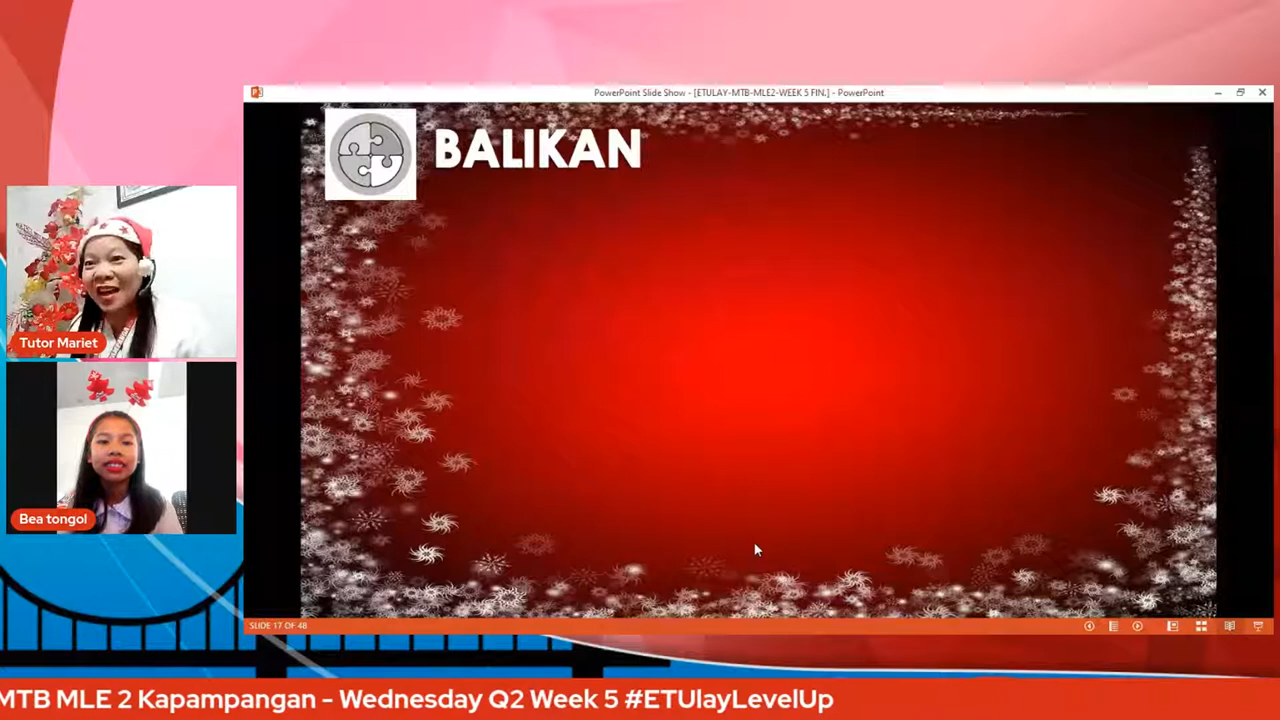 PowerPoint Slide Show - [ETULAY-MTB-MLE2-WEEK 5 FIN.] - PowerPoint
BALIKAN
Tutor Mariet
Bea tongol
SLIDE 17 OF 48
MTB MLE 2 Kapampangan - Wednesday Q2 Week 5 #ETUlayLevelUp